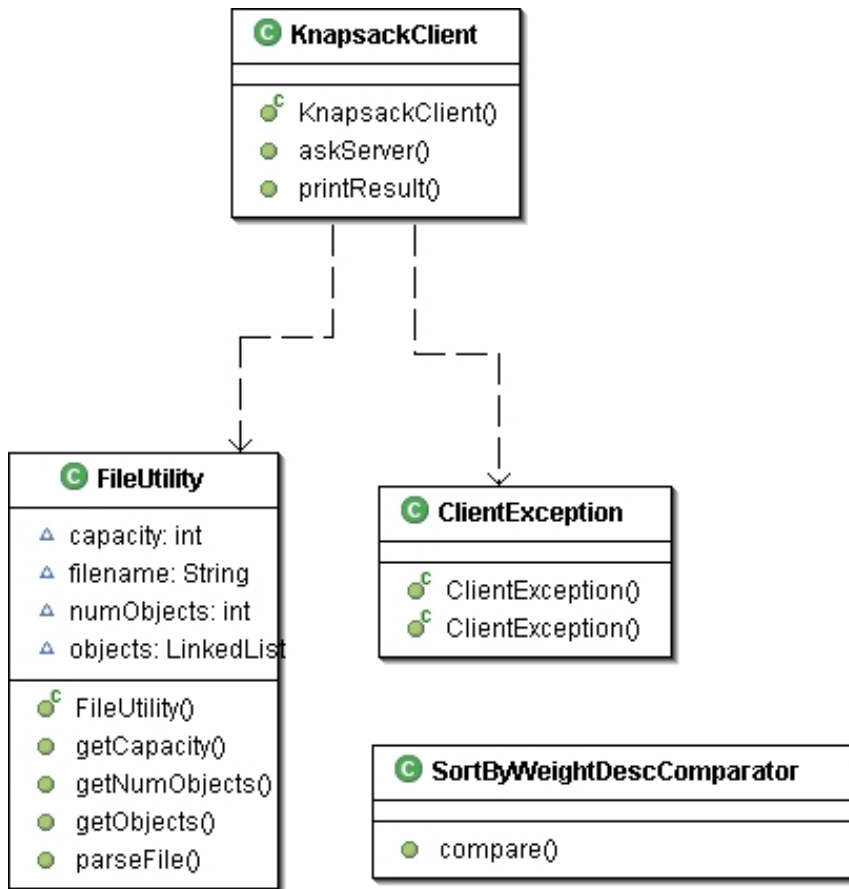 C KnapsackClient
C KnapsackClient()
askServer()
printResult()
C FileUtility
capacity: int
filename: String
numObjects: int
objects: LinkedList
C FileUtility()
getCapacity()
getNumObjects()
getObjects()
parseFile()
C ClientException
C ClientException()
C ClientException()
C SortByWeightDescComparator
compare()